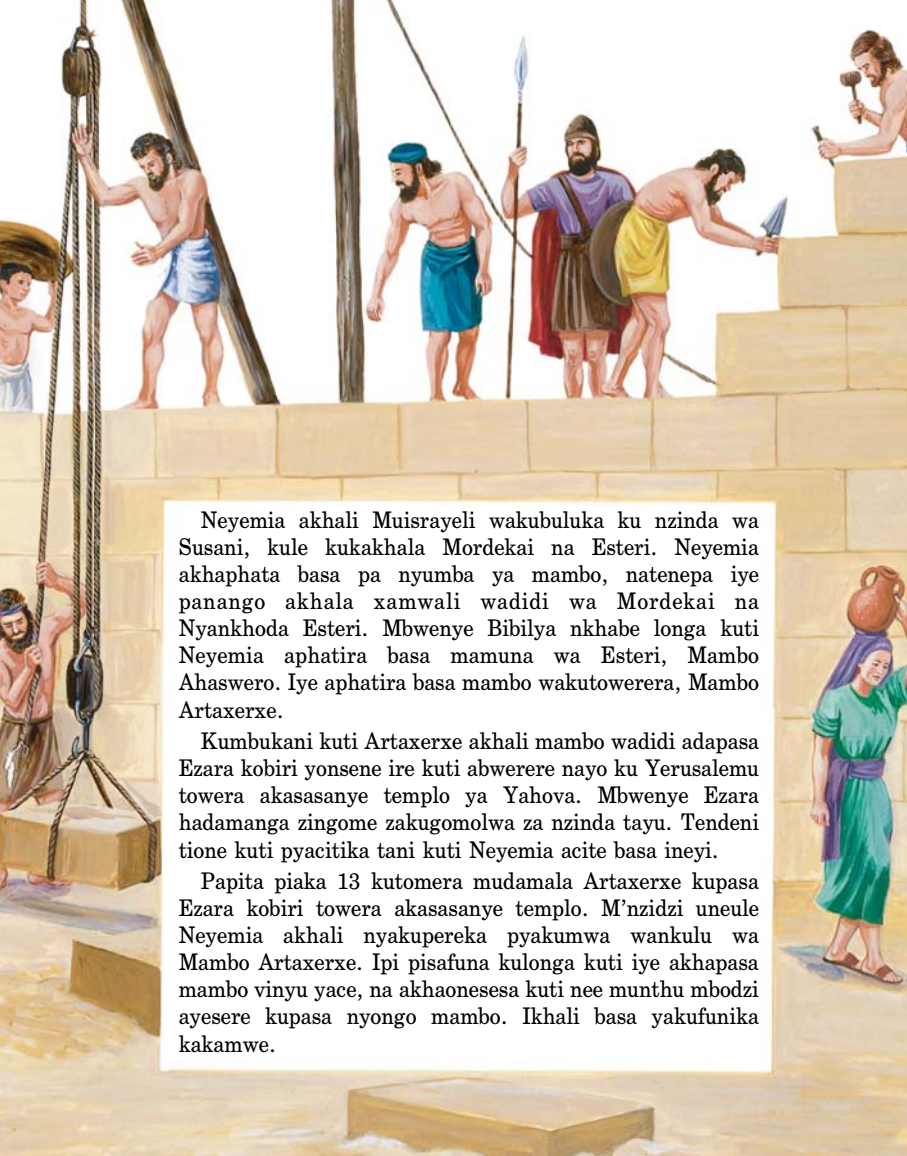 Neyemia akhali Muisrayeli wakubuluka ku nzinda wa
Susani, kule kukakhala Mordekai na Esteri. Neyemia
akhaphata basa pa nyumba ya mambo, natenepa iye
panango akhala xamwali wadidi wa Mordekai na
Nyankhoda Esteri. Mbwenye Bibilya nkhabe longa kuti
Neyemia aphatira basa mamuna wa Esteri, Mambo
Ahaswero. Iye aphatira basa mambo wakutowerera, Mambo
Artaxerxe.
Kumbukani kuti Artaxerxe akhali mambo wadidi adapasa
Ezara kobiri yonsene ire kuti abwerere nayo ku Yerusalemu
towera akasasanye templo ya Yahova. Mbwenye Ezara
hadamanga zingome zakugomolwa za nzinda tayu. Tendeni
tione kuti pyacitika tani kuti Neyemia acite basa ineyi.
Papita piaka 13 kutomera mudamala Artaxerxe kupasa
Ezara kobiri towera akasasanye templo. M'nzidzi uneule
Neyemia akhali nyakupereka pyakumwa wankulu wa
Mambo Artaxerxe. Ipi pisafuna kulonga kuti iye akhapasa
mambo vinyu yace, na akhaonesesa kuti nee munthu mbodzi
ayesere kupasa nyongo mambo. Ikhali basa yakufunika
kakamwe.